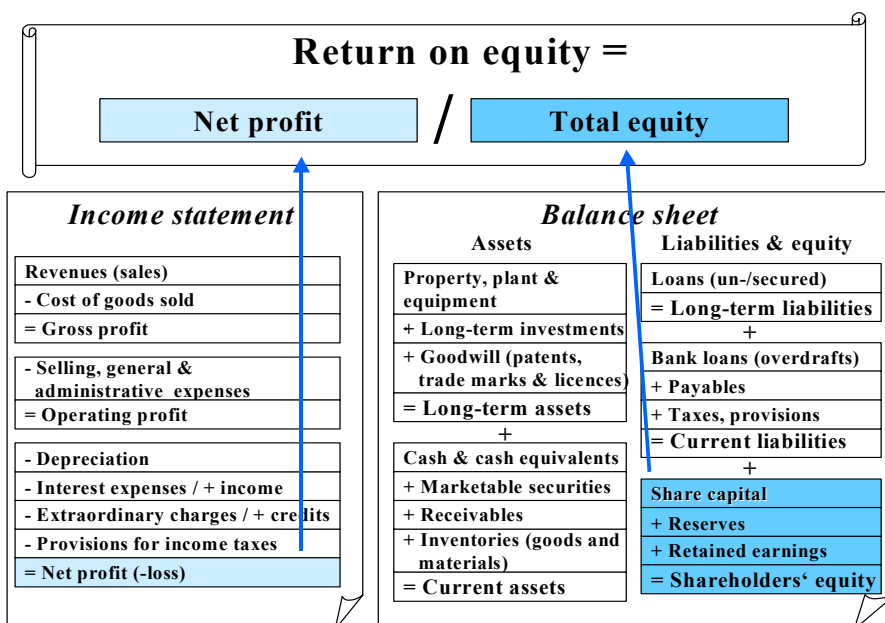 Return on equity =
Net profit / Total equity
Income statement
Revenues (sales)
- Cost of goods sold
= Gross profit
- Selling, general &
administrative expenses
= Operating profit
- Depreciation
- Interest expenses / + income
- Extraordinary charges / + credits
- Provisions for income taxes
= Net profit (-loss)
Balance sheet
Assets
Property, plant &
equipment
+ Long-term investments
+ Goodwill (patents,
trade marks & licences)
= Long-term assets
+
Cash & cash equivalents
+ Marketable securities
+ Receivables
+ Inventories (goods and
materials)
= Current assets
Liabilities & equity
Loans (un-/secured)
= Long-term liabilities
+
Bank loans (overdrafts)
+ Payables
+ Taxes, provisions
= Current liabilities
+
Share capital
+ Reserves
+ Retained earnings
= Shareholders‘ equity